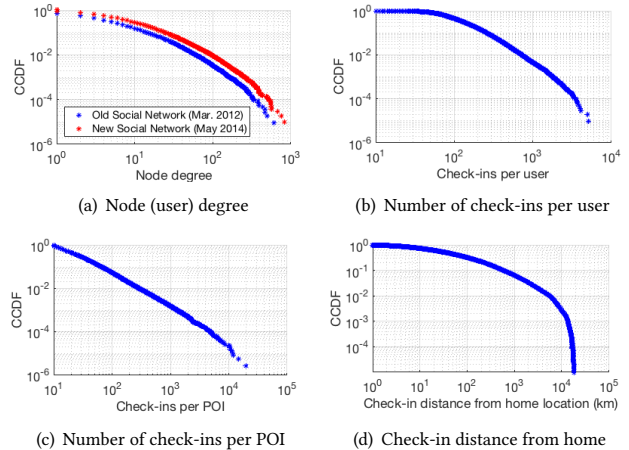 CCDF
10^0
10^-2
10^-4
10^-6
10^0
10^1
10^2
10^3
Old Social Network (Mar. 2012)
New Social Network (May 2014)
Node degree
(a) Node (user) degree
CCDF
10^0
10^-2
10^-4
10^-6
10^1
10^2
10^3
10^4
Check-ins per user
(b) Number of check-ins per user
CCDF
10^0
10^-2
10^-4
10^-6
10^1
10^2
10^3
10^4
10^5
Check-ins per POI
(c) Number of check-ins per POI
CCDF
10^0
10^-1
10^-2
10^-3
10^-4
10^0
10^1
10^2
10^3
10^4
10^5
Check-in distance from home location (km)
(d) Check-in distance from home